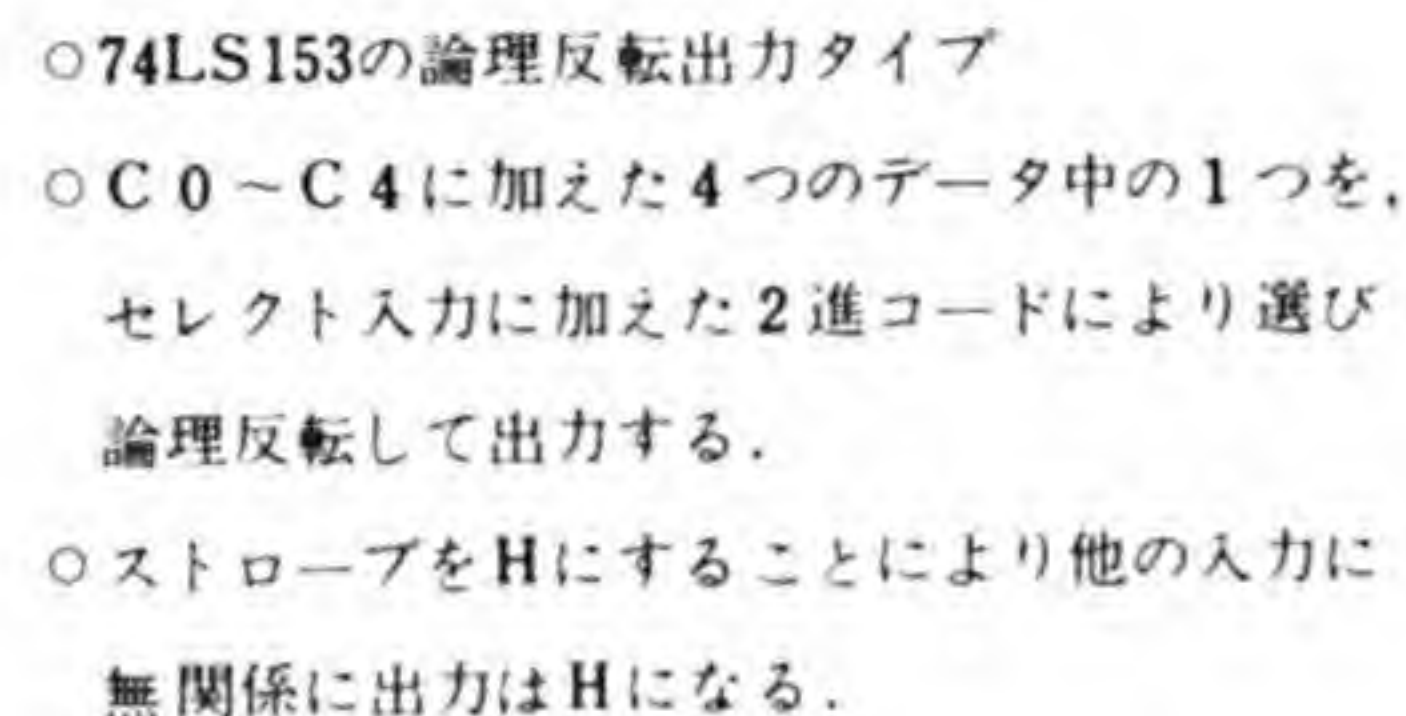 ○74LS153の論理反転出力タイプ
○C0～C4に加えた4つのデータ中の1つを，
セレクト入力に加えた2進コードにより選び
論理反転して出力する．
○ストローブをHにすることにより他の入力に
無関係に出力はHになる．